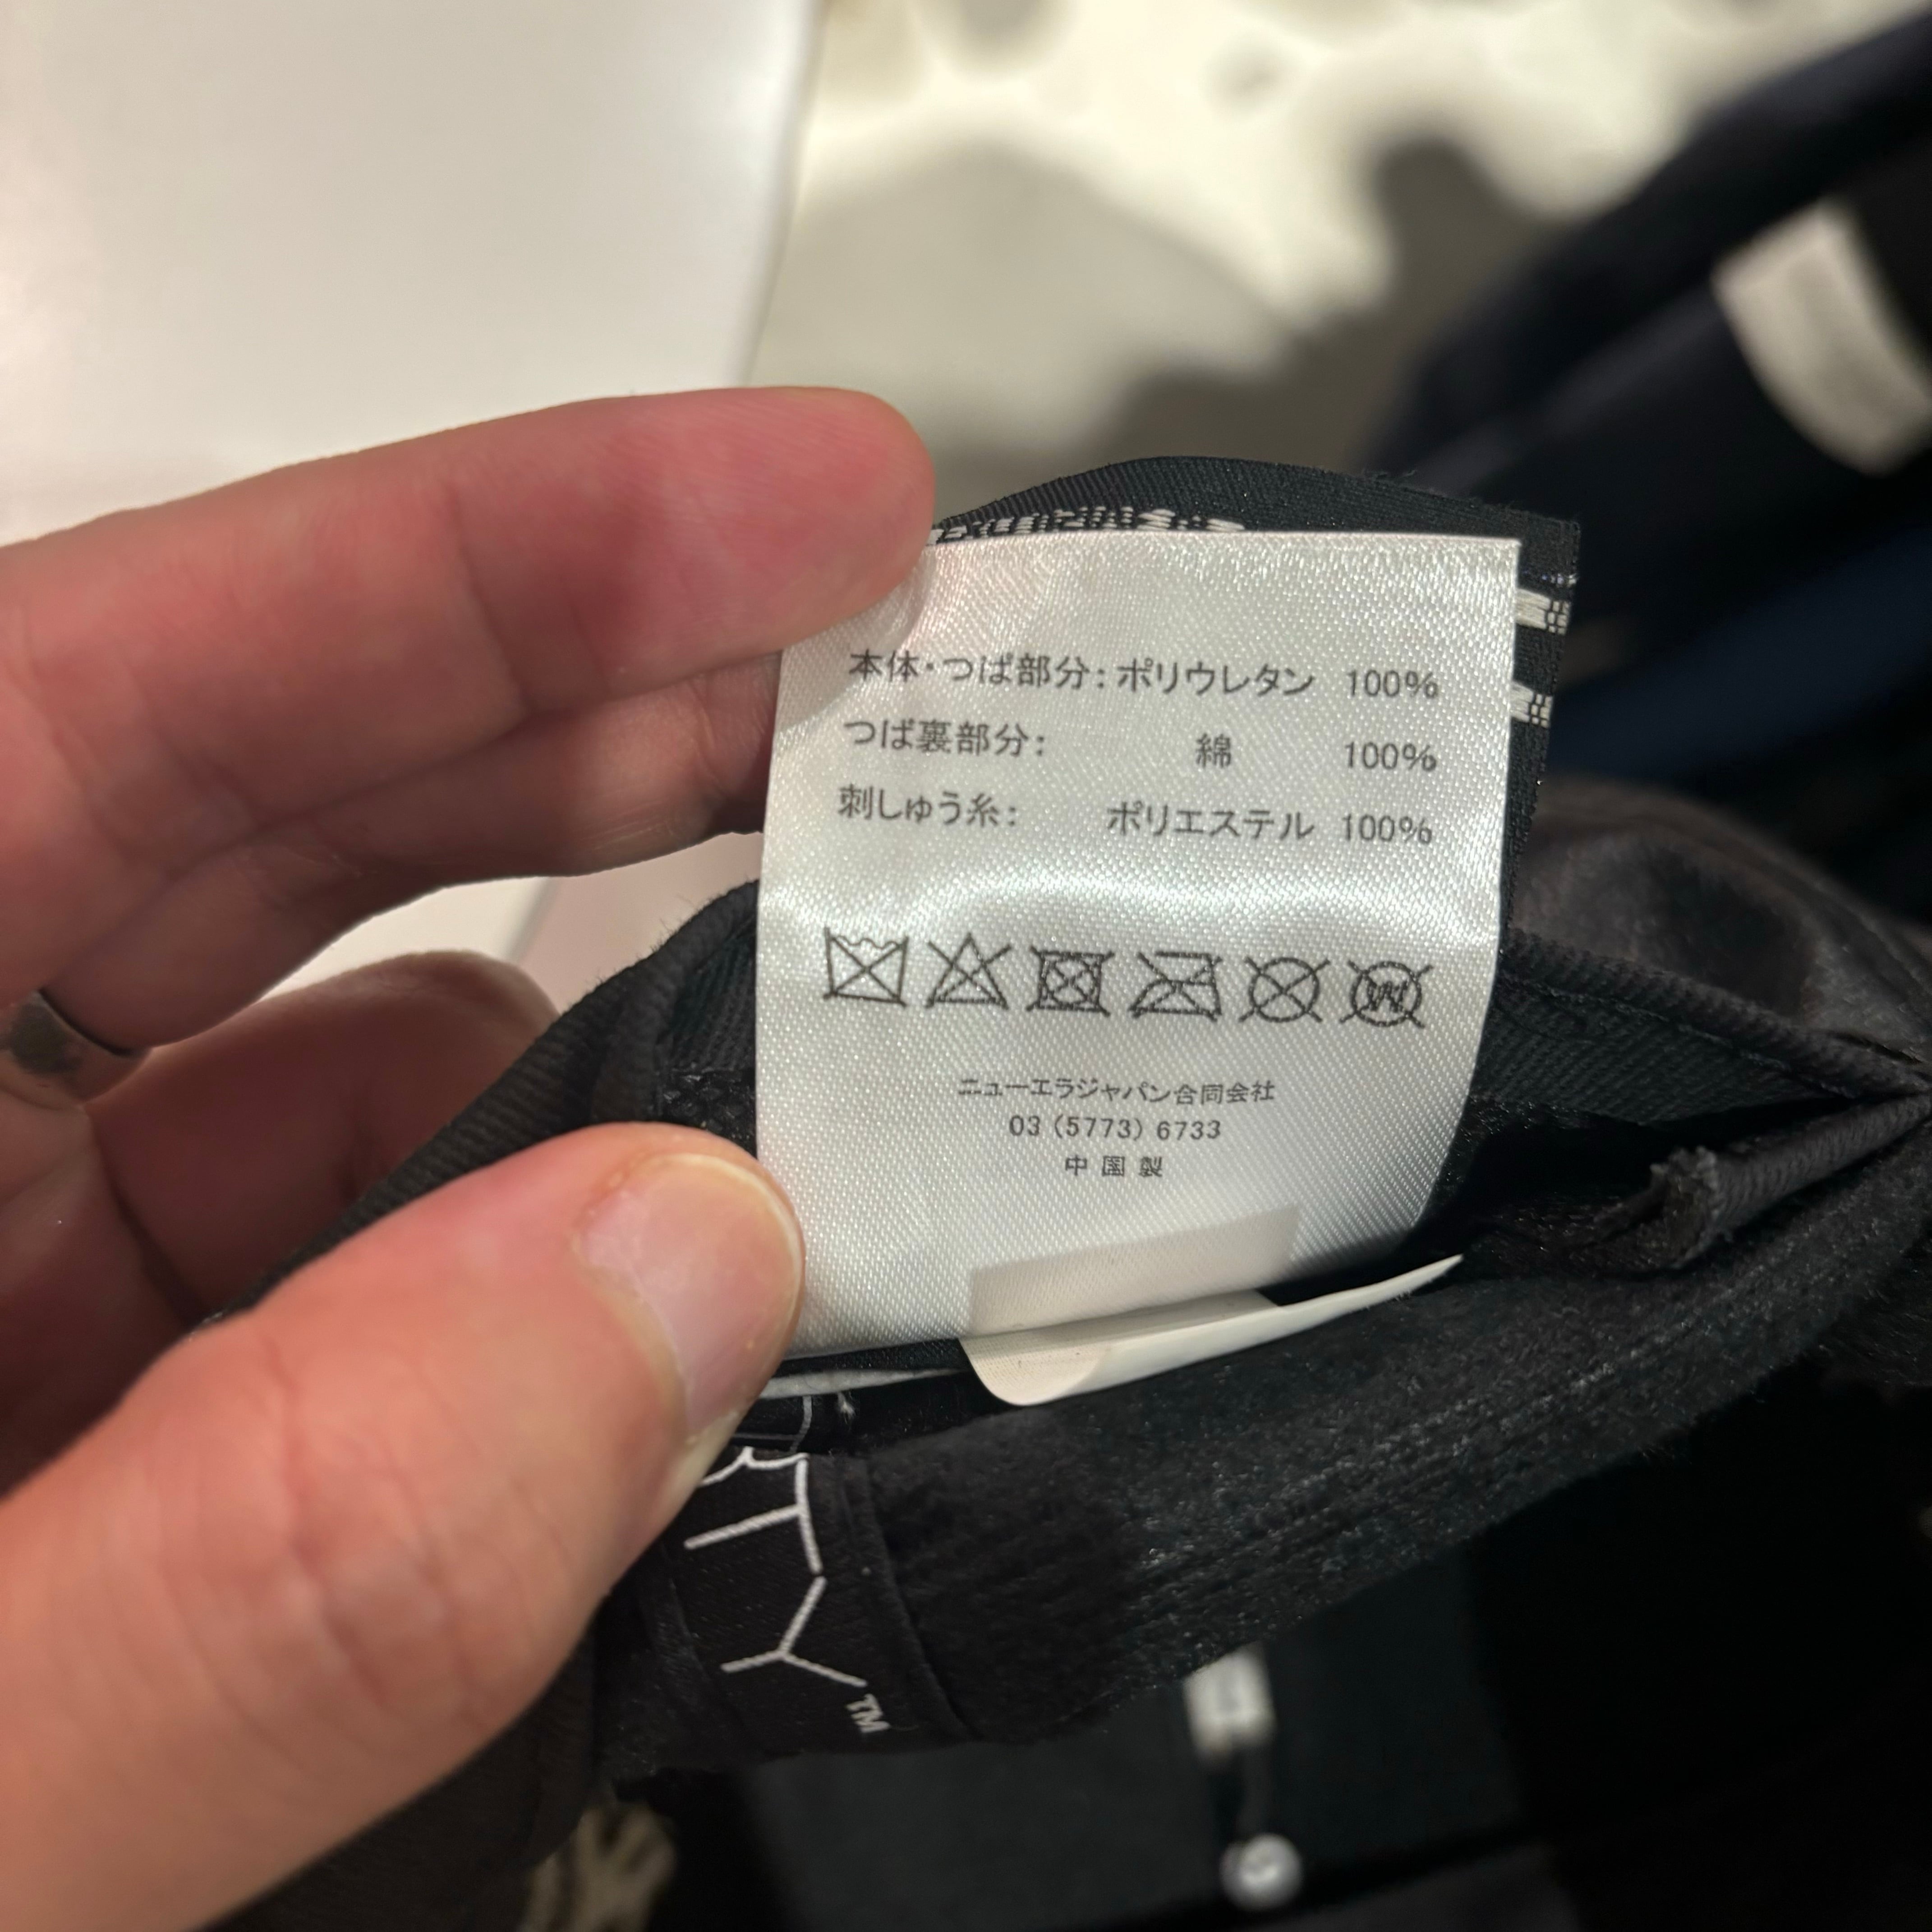 本体・つば部分：ポリウレタン 100%
つば裏部分： 綿 100%
刺しゅう糸： ポリエステル 100%
ニューエラジャパン合同会社
03（5773）6733
中国製
RTY™